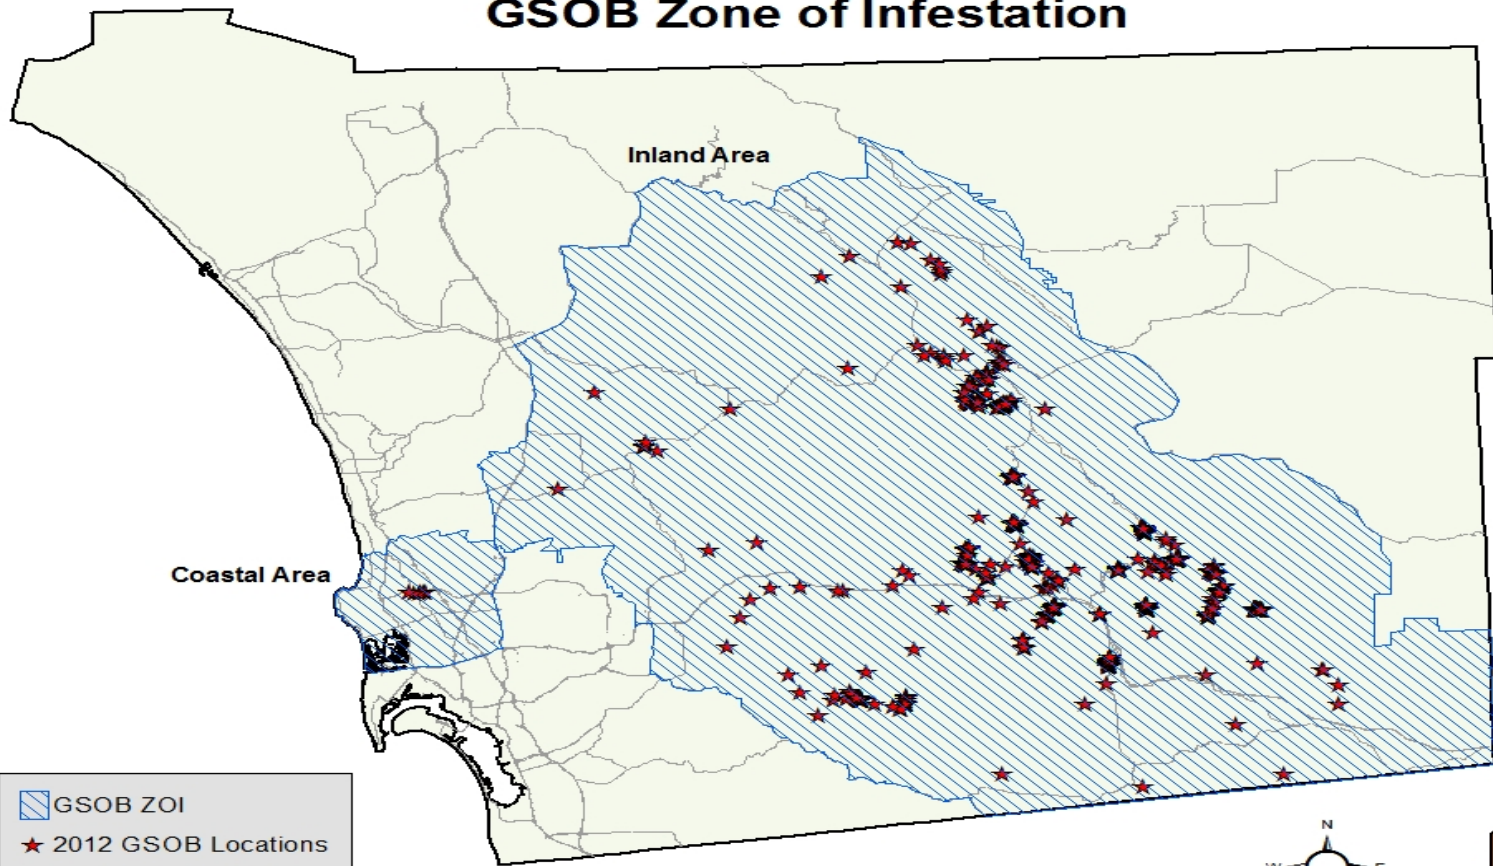 GSOB Zone of Infestation
Inland Area
Coastal Area
GSOB ZOI
2012 GSOB Locations
N
W E